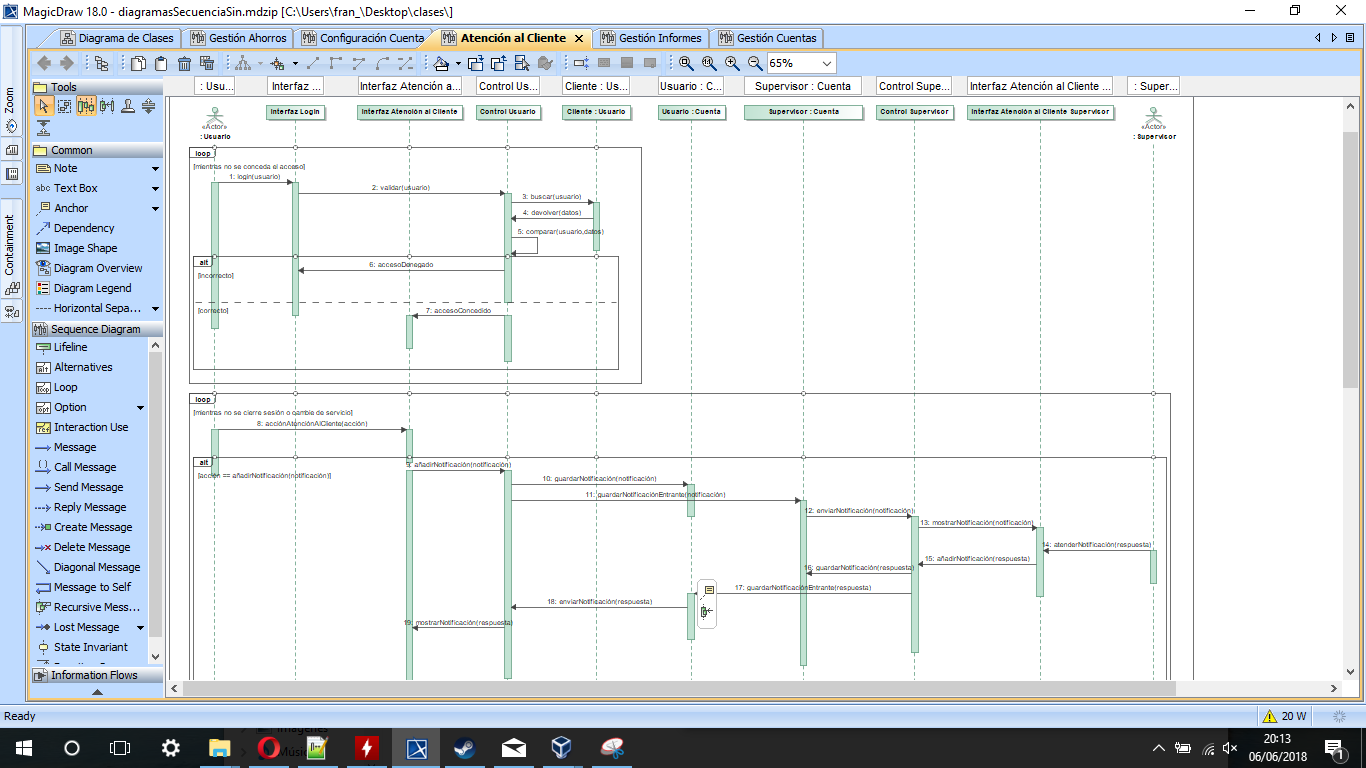 MagicDraw 18.0 - diagramasSecuenciaSin.mdzip [C:\Users\fran_\Desktop\clases\]
Diagrama de Clases
Gestión Ahorros
Configuración Cuenta
Atención al Cliente
Gestión Informes
Gestión Cuentas
65%
Zoom
Containment
Tools
Common
Note
abc Text Box
Anchor
Dependency
Image Shape
Diagram Overview
Diagram Legend
Horizontal Sepa...
Sequence Diagram
Lifeline
Alternatives
Loop
Option
Interaction Use
Message
Call Message
Send Message
Reply Message
Create Message
Delete Message
Diagonal Message
Message to Self
Recursive Mess...
Lost Message
State Invariant
Information Flows
: Usu...
Interfaz ...
Interfaz Atención a...
Control Us...
Cliente : Us...
Usuario : C...
Supervisor : Cuenta
Control Supe...
Interfaz Atención al Cliente ...
: Super...
«Actor»
: Usuario
Interfaz Login
Interfaz Atención al Cliente
Control Usuario
Cliente : Usuario
Usuario : Cuenta
Supervisor : Cuenta
Control Supervisor
Interfaz Atención al Cliente Supervisor
«Actor»
: Supervisor
loop
[mientras no se conceda el acceso]
1: login(usuario)
2: validar(usuario)
3: buscar(usuario)
4: devolver(datos)
5: comparar(usuario,datos)
alt
6: accesoDenegado
[incorrecto]
[correcto]
7: accesoConcedido
loop
[mientras no se cierre sesión o cambie de servicio]
8: acciónAtenciónAlCliente(acción)
alt
9: añadirNotificación(notificación)
[acción == añadirNotificación(notificación)]
10: guardarNotificación(notificación)
11: guardarNotificaciónEntrante(notificación)
12: enviarNotificación(notificación)
13: mostrarNotificación(notificación)
14: atenderNotificación(respuesta)
15: añadirNotificación(respuesta)
16: guardarNotificación(respuesta)
17: guardarNotificaciónEntrante(respuesta)
18: enviarNotificación(respuesta)
19: mostrarNotificación(respuesta)
Ready
20 W
20:13
06/06/2018
1